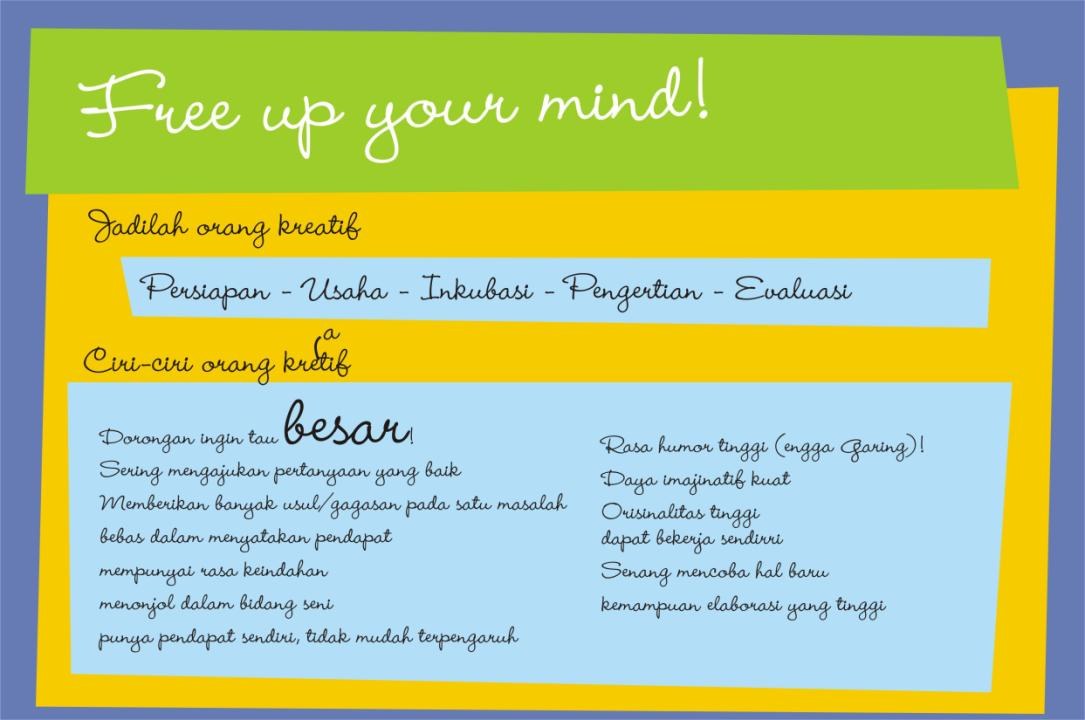 Free up your mind!
Jadilah orang kreatif
Persiapan - Usaha - Inkubasi - Pengertian - Evaluasi
a
Ciri-ciri orang kretif
Dorongan ingin tau besar!
Sering mengajukan pertanyaan yang baik
Memberikan banyak usul/gagasan pada satu masalah
bebas dalam menyatakan pendapat
mempunyai rasa keindahan
menonjol dalam bidang seni
punya pendapat sendiri, tidak mudah terpengaruh
Rasa humor tinggi (engga Garing)!
Daya imajinatif kuat
Orisinalitas tinggi
dapat bekerja sendirri
Senang mencoba hal baru
kemampuan elaborasi yang tinggi